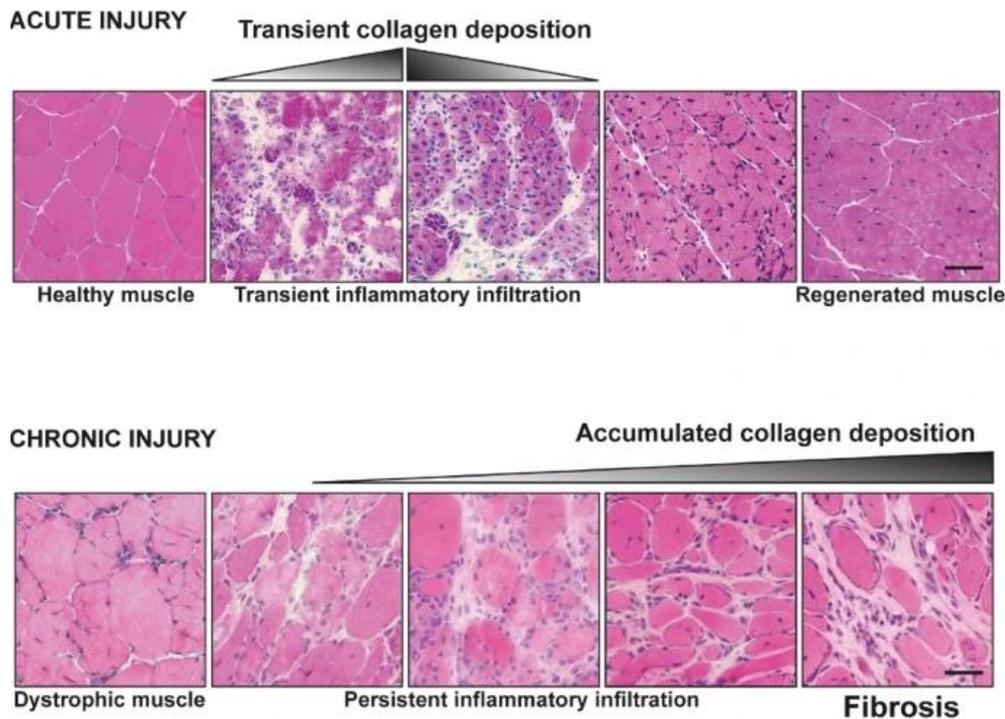 ACUTE INJURY
Transient collagen deposition
Healthy muscle
Transient inflammatory infiltration
Regenerated muscle
CHRONIC INJURY
Accumulated collagen deposition
Dystrophic muscle
Persistent inflammatory infiltration
Fibrosis